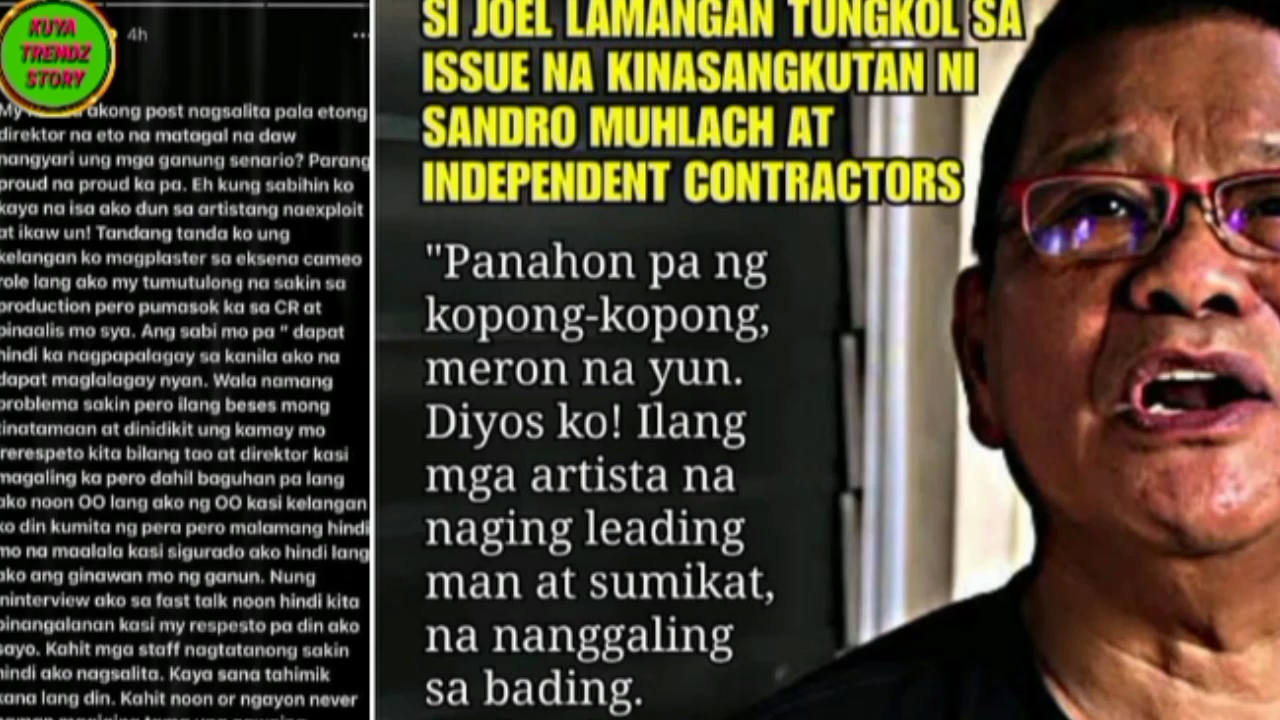 KUYA
TRENDZ
STORY
4h
My akong post nagsalita pala etong
direktor na eto na matagal na daw
nangyari ung mga ganung senario? Parang
proud na proud ka pa. Eh kung sabihin ko
kaya na isa ako dun sa artistang naexploit
at ikaw un! Tandang tanda ko ung
kelangan ko magplaster sa eksena cameo
role lang ako my tumutulong na sakin sa
production pero pumasok ka sa CR at
pinaalis mo sya. Ang sabi mo pa " dapat
hindi ka nagpapalagay sa kanila ako na
dapat maglalagay nyan. Wala namang
problema sakin pero ilang beses mong
tinatamaan at dinidikit ung kamay mo
rerespeto kita bilang tao at direktor kasi
magaling ka pero dahil baguhan pa lang
ako noon OO lang ako ng OO kasi kelangan
ko din kumita ng pera pero malamang hindi
mo na maalala kasi sigurado ako hindi lang
ako ang ginawan mo ng ganun. Nung
ininterview ako sa fast talk noon hindi kita
pinangalanan kasi my respeto pa din ako
sayo. Kahit mga staff nagtatanong sakin
hindi ako nagsalita. Kaya sana tahimik
kana lang din. Kahit noon or ngayon never
SI JOEL LAMANGAN TUNGKOL SA
ISSUE NA KINASANGKUTAN NI
SANDRO MUHLACH AT
INDEPENDENT CONTRACTORS
"Panahon pa ng
kopong-kopong,
meron na yun.
Diyos ko! Ilang
mga artista na
naging leading
man at sumikat,
na nanggaling
sa bading.